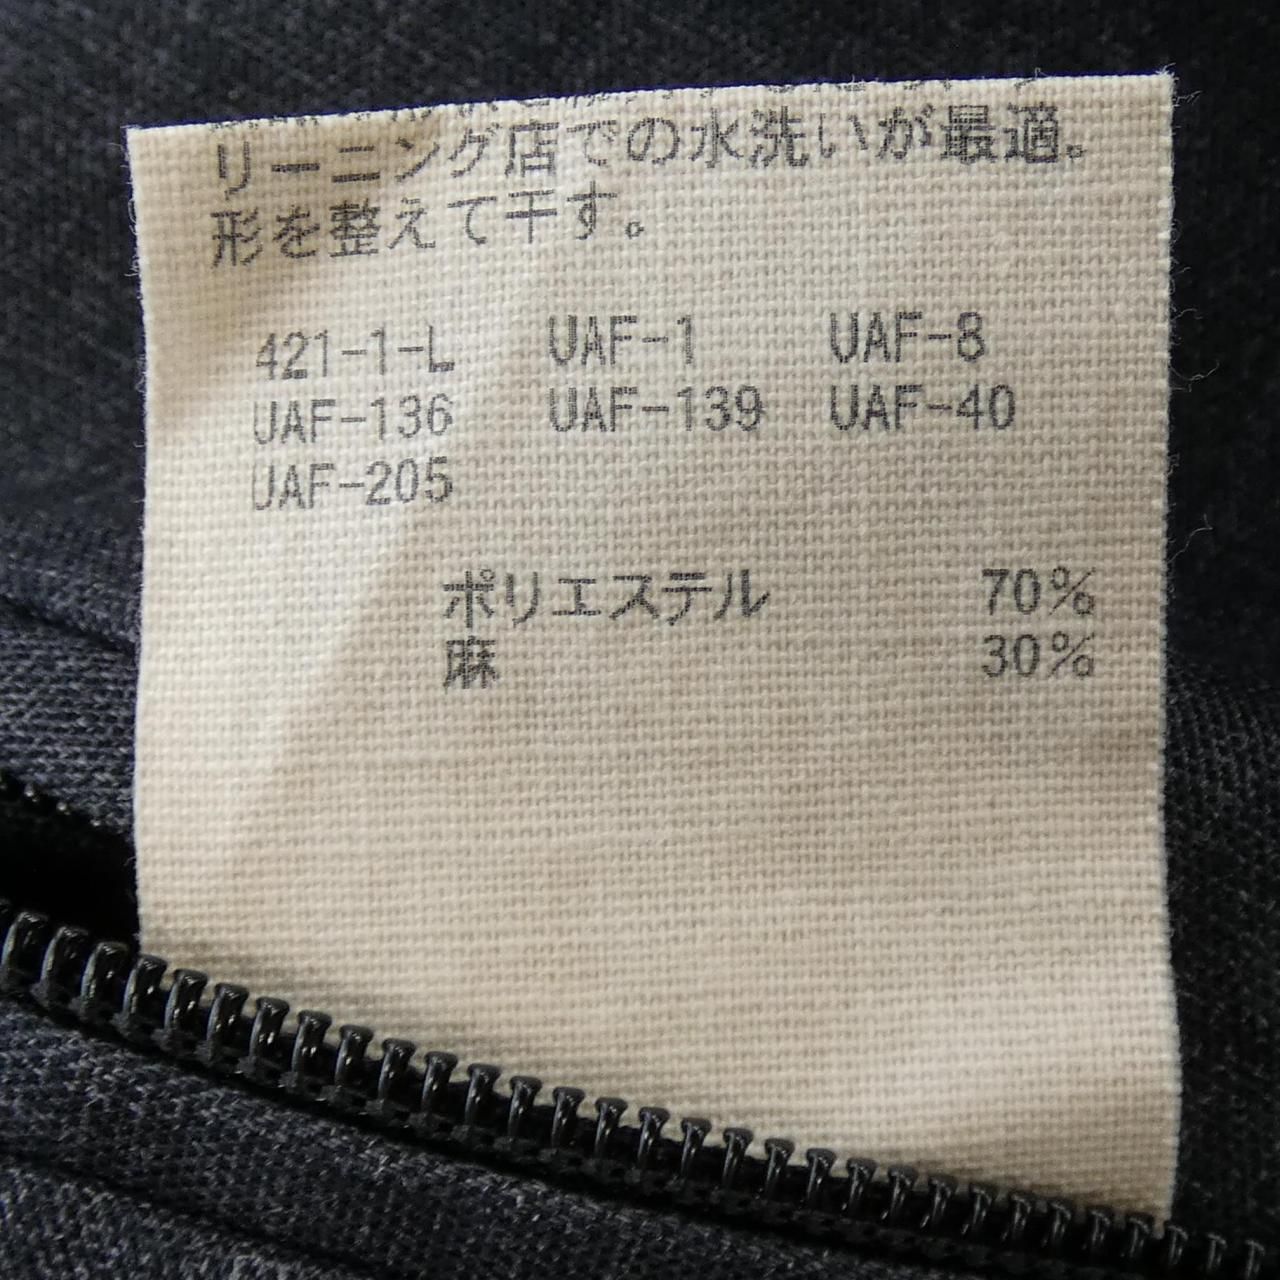 リーニング店での水洗いが最適。
形を整えて干す。
421-1-L UAF-1 UAF-8
UAF-136 UAF-139 UAF-40
UAF-205
ポリエステル 70%
麻 30%